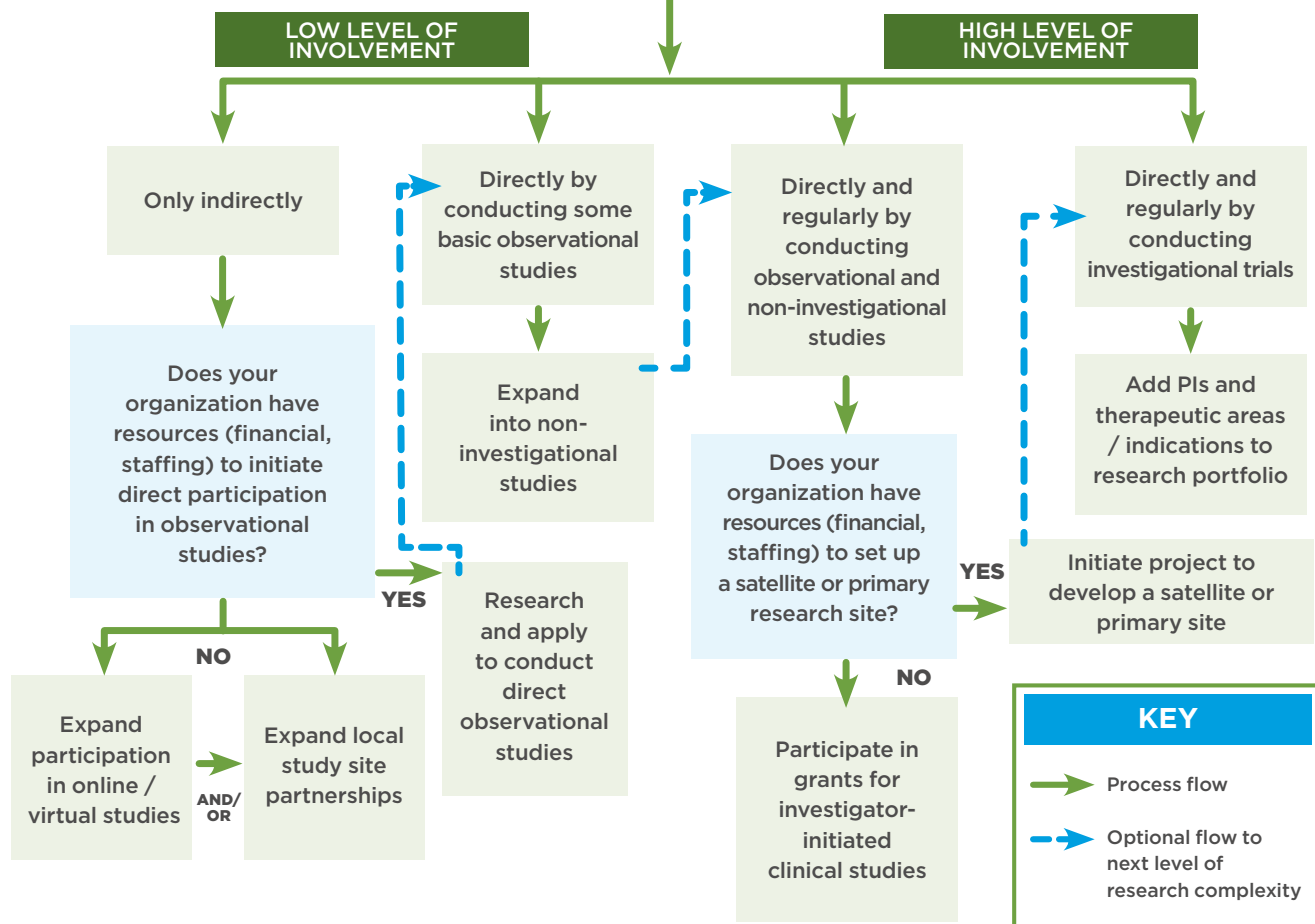 LOW LEVEL OF
INVOLVEMENT
HIGH LEVEL OF
INVOLVEMENT
Only indirectly
Directly by
conducting some
basic observational
studies
Directly and
regularly by
conducting
observational and
non-investigational
studies
Directly and
regularly by
conducting
investigational trials
Does your
organization have
resources (financial,
staffing) to initiate
direct participation
in observational
studies?
Expand
into non-
investigational
studies
Does your
organization have
resources (financial,
staffing) to set up
a satellite or primary
research site?
Add PIs and
therapeutic areas
/ indications to
research portfolio
YES
Research
and apply
to conduct
direct
observational
studies
YES
Initiate project to
develop a satellite or
primary site
NO
Expand
participation
in online /
virtual studies
AND/
OR
Expand local
study site
partnerships
NO
Participate in
grants for
investigator-
initiated
clinical studies
KEY
Process flow
Optional flow to
next level of
research complexity